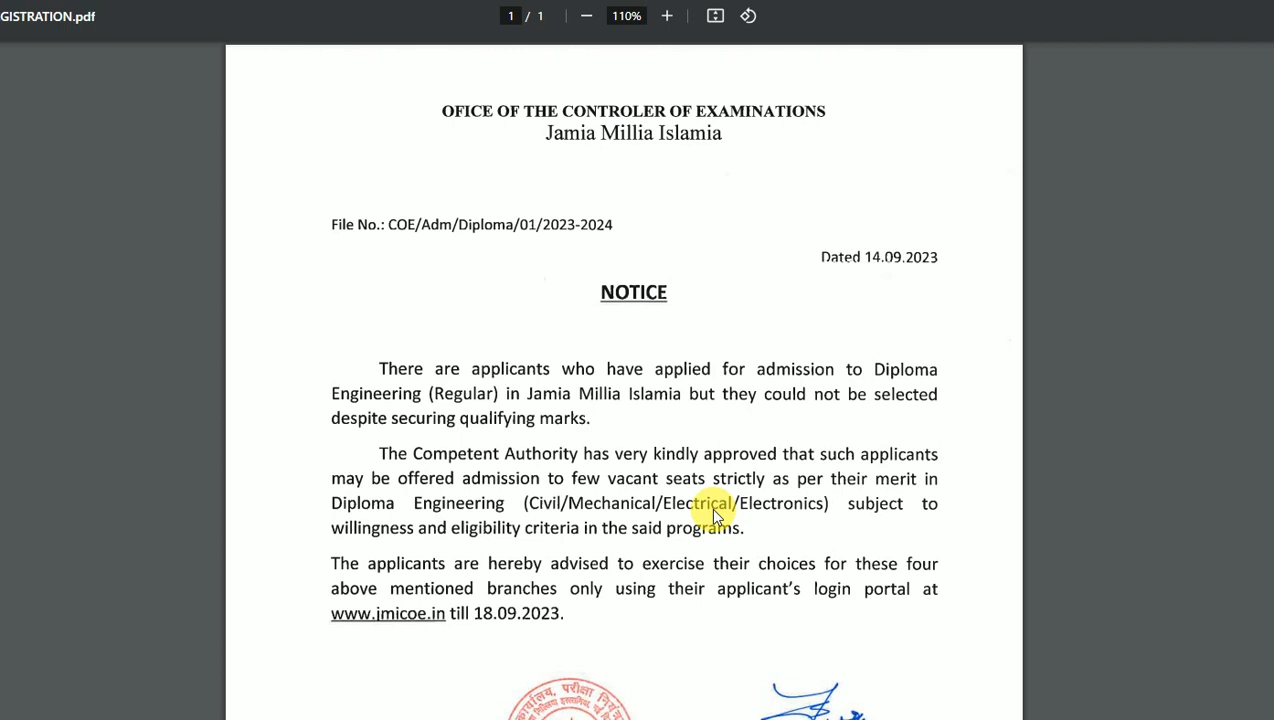 GISTRATION.pdf
1 / 1
110%
OFICE OF THE CONTROLER OF EXAMINATIONS
Jamia Millia Islamia
File No.: COE/Adm/Diploma/01/2023-2024
Dated 14.09.2023
NOTICE
There are applicants who have applied for admission to Diploma
Engineering (Regular) in Jamia Millia Islamia but they could not be selected
despite securing qualifying marks.
The Competent Authority has very kindly approved that such applicants
may be offered admission to few vacant seats strictly as per their merit in
Diploma Engineering (Civil/Mechanical/Electrical/Electronics) subject to
willingness and eligibility criteria in the said programs.
The applicants are hereby advised to exercise their choices for these four
above mentioned branches only using their applicant's login portal at
www.jmicoe.in till 18.09.2023.
कार्यालय, परीक्षा